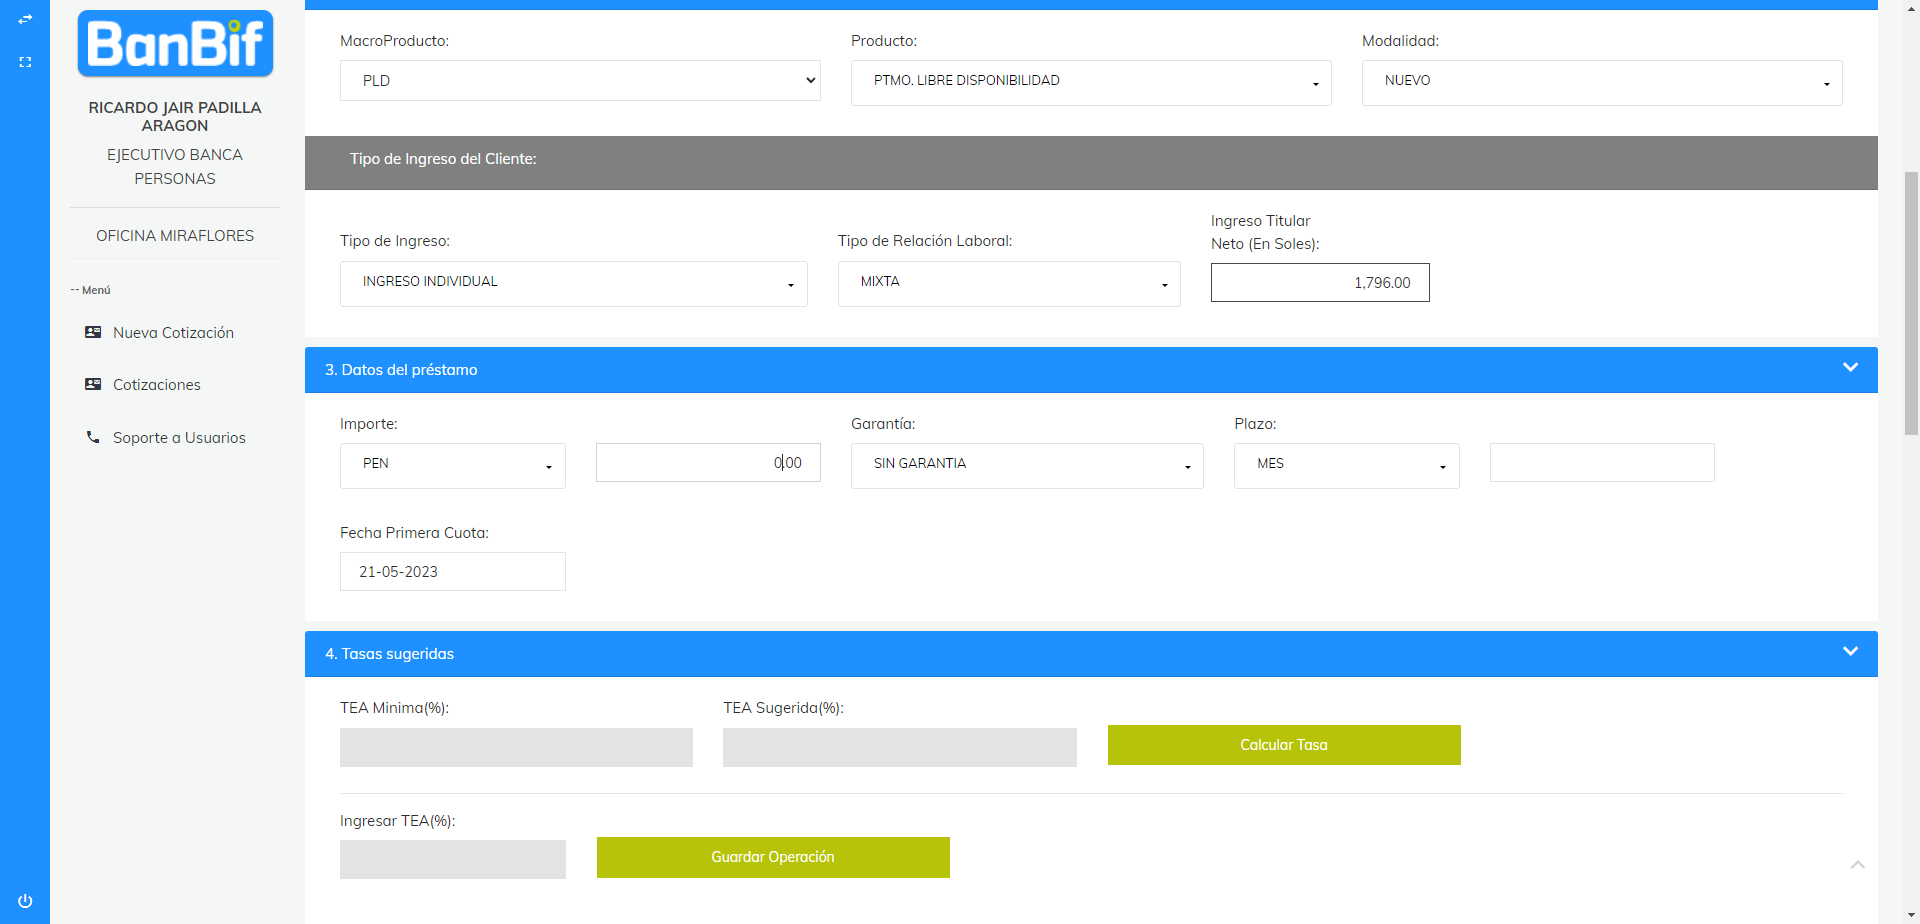 BanBif
RICARDO JAIR PADILLA
ARAGON
EJECUTIVO BANCA
PERSONAS
OFICINA MIRAFLORES
-- Menú
Nueva Cotización
Cotizaciones
Soporte a Usuarios
MacroProducto:
Producto:
Modalidad:
PLD
PTMO. LIBRE DISPONIBILIDAD
NUEVO
Tipo de Ingreso del Cliente:
Tipo de Ingreso:
Tipo de Relación Laboral:
Ingreso Titular
Neto (En Soles):
INGRESO INDIVIDUAL
MIXTA
1,796.00
3. Datos del préstamo
Importe:
Garantía:
Plazo:
PEN
0.00
SIN GARANTIA
MES
Fecha Primera Cuota:
21-05-2023
4. Tasas sugeridas
TEA Minima(%):
TEA Sugerida(%):
Calcular Tasa
Ingresar TEA(%):
Guardar Operación